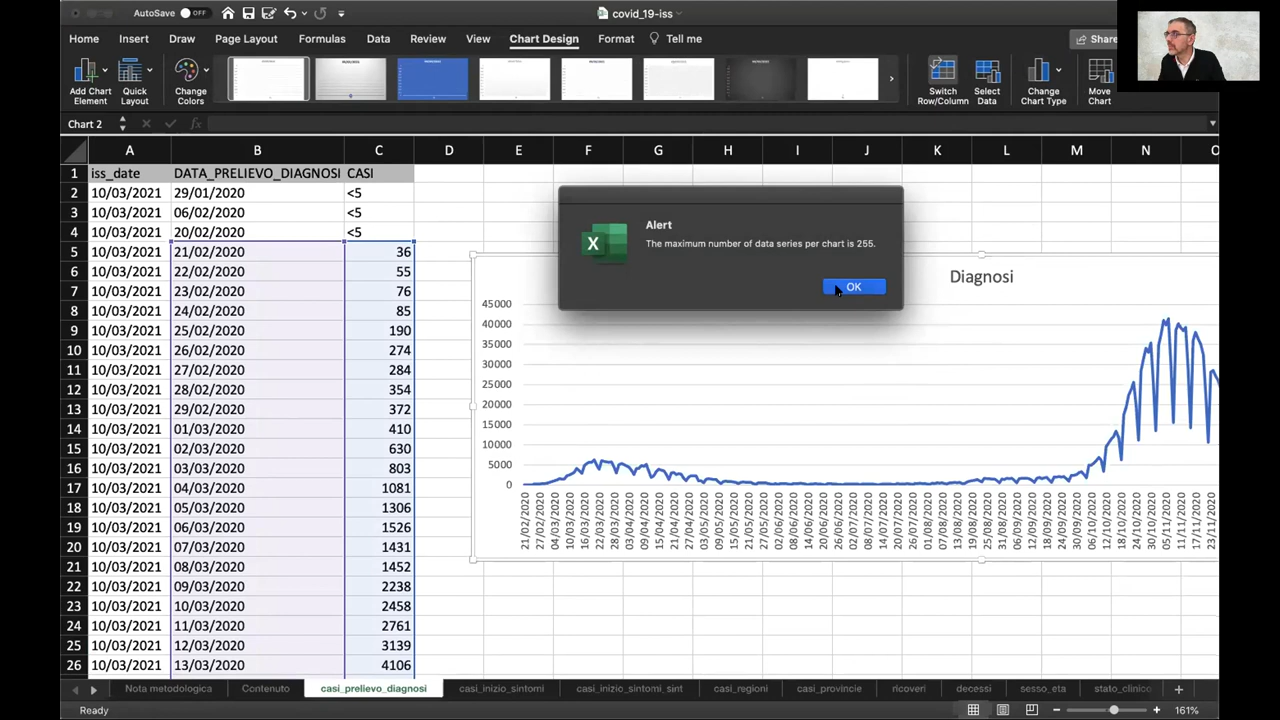 AutoSave OFF covid_19-iss
Home Insert Draw Page Layout Formulas Data Review View Chart Design Format Tell me Share
Add Chart Element
Quick Layout
Change Colors
Switch Row/Column
Select Data
Change Chart Type
Move Chart
Chart 2 fx
A B C D E F G H I J K L M N O
1 iss_date DATA_PRELIEVO_DIAGNOSI CASI
2 10/03/2021 29/01/2020 <5
3 10/03/2021 06/02/2020 <5
4 10/03/2021 20/02/2020 <5
5 10/03/2021 21/02/2020 36
6 10/03/2021 22/02/2020 55
7 10/03/2021 23/02/2020 76
8 10/03/2021 24/02/2020 85
9 10/03/2021 25/02/2020 190
10 10/03/2021 26/02/2020 274
11 10/03/2021 27/02/2020 284
12 10/03/2021 28/02/2020 354
13 10/03/2021 29/02/2020 372
14 10/03/2021 01/03/2020 410
15 10/03/2021 02/03/2020 630
16 10/03/2021 03/03/2020 803
17 10/03/2021 04/03/2020 1081
18 10/03/2021 05/03/2020 1306
19 10/03/2021 06/03/2020 1526
20 10/03/2021 07/03/2020 1431
21 10/03/2021 08/03/2020 1452
22 10/03/2021 09/03/2020 2238
23 10/03/2021 10/03/2020 2458
24 10/03/2021 11/03/2020 2761
25 10/03/2021 12/03/2020 3139
26 10/03/2021 13/03/2020 4106
Alert
The maximum number of data series per chart is 255.
OK
Diagnosi
45000
40000
35000
30000
25000
20000
15000
10000
5000
0
21/02/2020 27/02/2020 04/03/2020 10/03/2020 16/03/2020 22/03/2020 28/03/2020 03/04/2020 09/04/2020 15/04/2020 21/04/2020 27/04/2020 03/05/2020 09/05/2020 15/05/2020 21/05/2020 27/05/2020 02/06/2020 08/06/2020 14/06/2020 20/06/2020 26/06/2020 02/07/2020 08/07/2020 14/07/2020 20/07/2020 26/07/2020 01/08/2020 07/08/2020 13/08/2020 19/08/2020 25/08/2020 31/08/2020 06/09/2020 12/09/2020 18/09/2020 24/09/2020 30/09/2020 06/10/2020 12/10/2020 18/10/2020 24/10/2020 30/10/2020 05/11/2020 11/11/2020 17/11/2020 23/11/2020
Nota metodologica Contenuto casi_prelievo_diagnosi casi_inizio_sintomi casi_inizio_sintomi_sint casi_regioni casi_provincie ricoveri decessi sesso_eta stato_clinico
Ready 161%